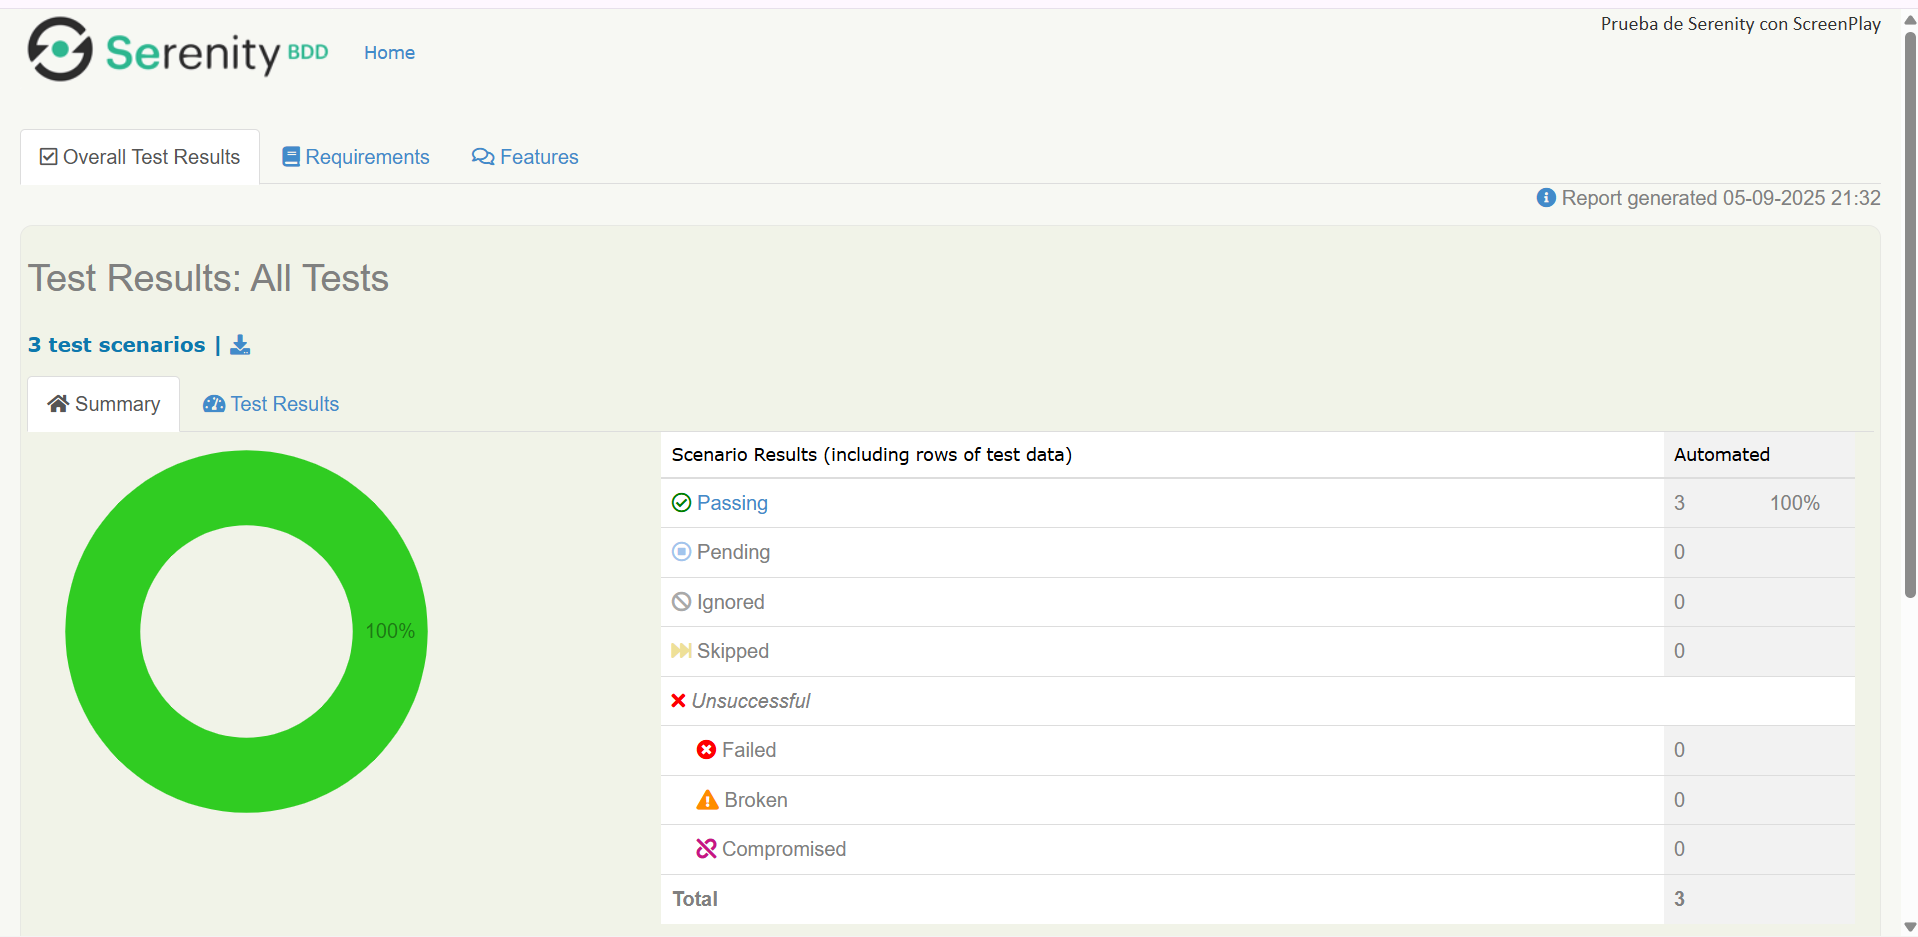 Prueba de Serenity con ScreenPlay
Serenity BDD
Home
Overall Test Results
Requirements
Features
Report generated 05-09-2025 21:32
Test Results: All Tests
3 test scenarios |
Summary
Test Results
100%
Scenario Results (including rows of test data) Automated
Passing 3 100%
Pending 0
Ignored 0
Skipped 0
Unsuccessful
Failed 0
Broken 0
Compromised 0
Total 3